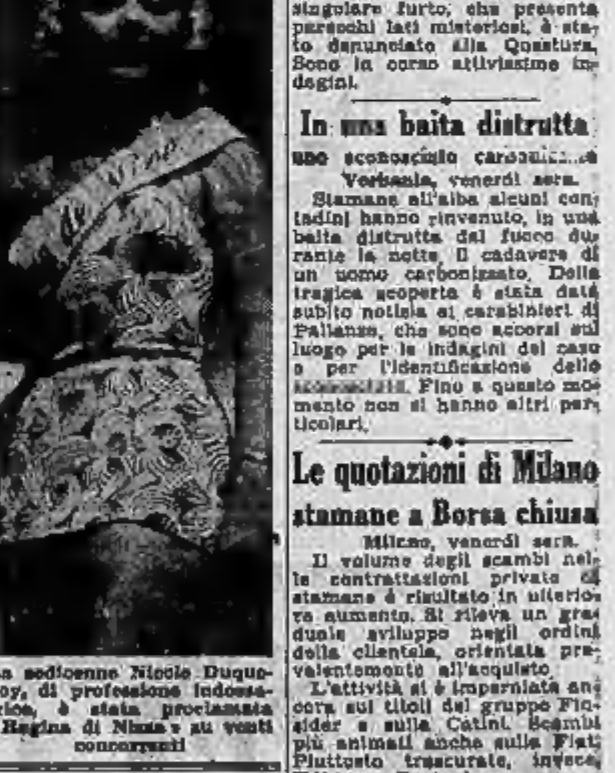 singolare furto, che presenta
parecchi lati misteriosi, è sta-
to denunciato alla Questura.
Sono in corso attivissime in-
dagini.
In una baita distrutta
uno sconosciuto
Verbania, venerdì sera.
Stamane all'alba alcuni con-
tadini hanno rinvenuto, in una
baita distrutta dal fuoco du-
rante la notte, il cadavere di
un uomo carbonizzato. Della
tragica scoperta è stata data
subito notizia ai carabinieri di
Pallanza, che sono accorsi sul
luogo per le indagini del caso
e per l'identificazione dello
Fino a questo mo-
mento non si hanno altri par-
ticolari.
Le quotazioni di Milano
stamane a Borsa chiusa
Milano, venerdì sera.
Il volume degli scambi nel-
le contrattazioni private di
stamane è risultato in ulterio-
re aumento. Si rileva un gra-
duale sviluppo negli ordini
della clientela, orientata pre-
valentemente all'acquisto.
L'attività si è imperniata an-
cora sui titoli del gruppo Fin-
sider e sulla Catini. Scambi
più animati anche sulla Fiat.
Piuttosto trascurate, invece,
sedicenne Nicole Duquo-
oy, di professione indossa-
trice, è stata proclamata
Regina di Nizza » su venti
concorrenti